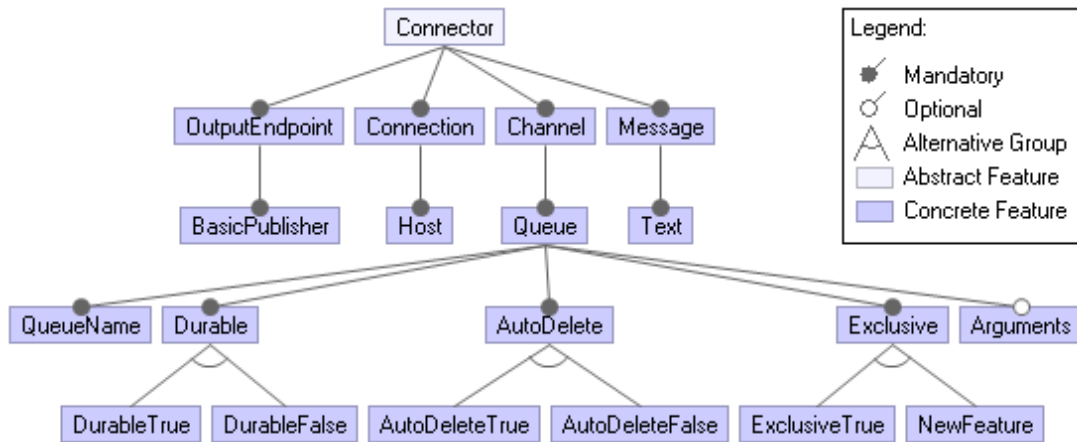 Connector
Legend:
Mandatory
Optional
Alternative Group
Abstract Feature
Concrete Feature
OutputEndpoint Connection Channel Message
BasicPublisher Host Queue Text
QueueName Durable AutoDelete Exclusive Arguments
DurableTrue DurableFalse AutoDeleteTrue AutoDeleteFalse ExclusiveTrue NewFeature